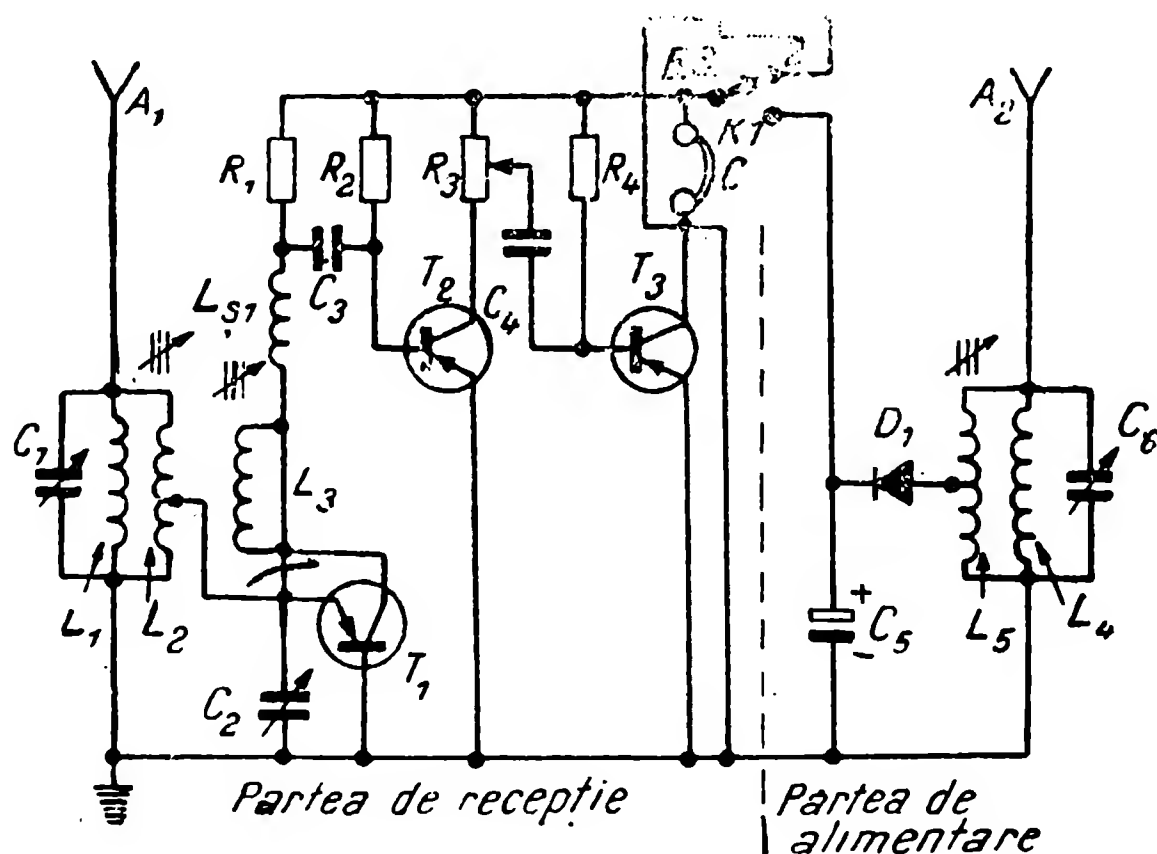 A1
A2
K1
R1
R2
R3
R4
C
C3
T2
C4
T3
LS1
C1
D1
C6
L3
+
C5
-
L1
L2
T1
L5
L4
C2
Partea de recepție
Partea de
alimentare